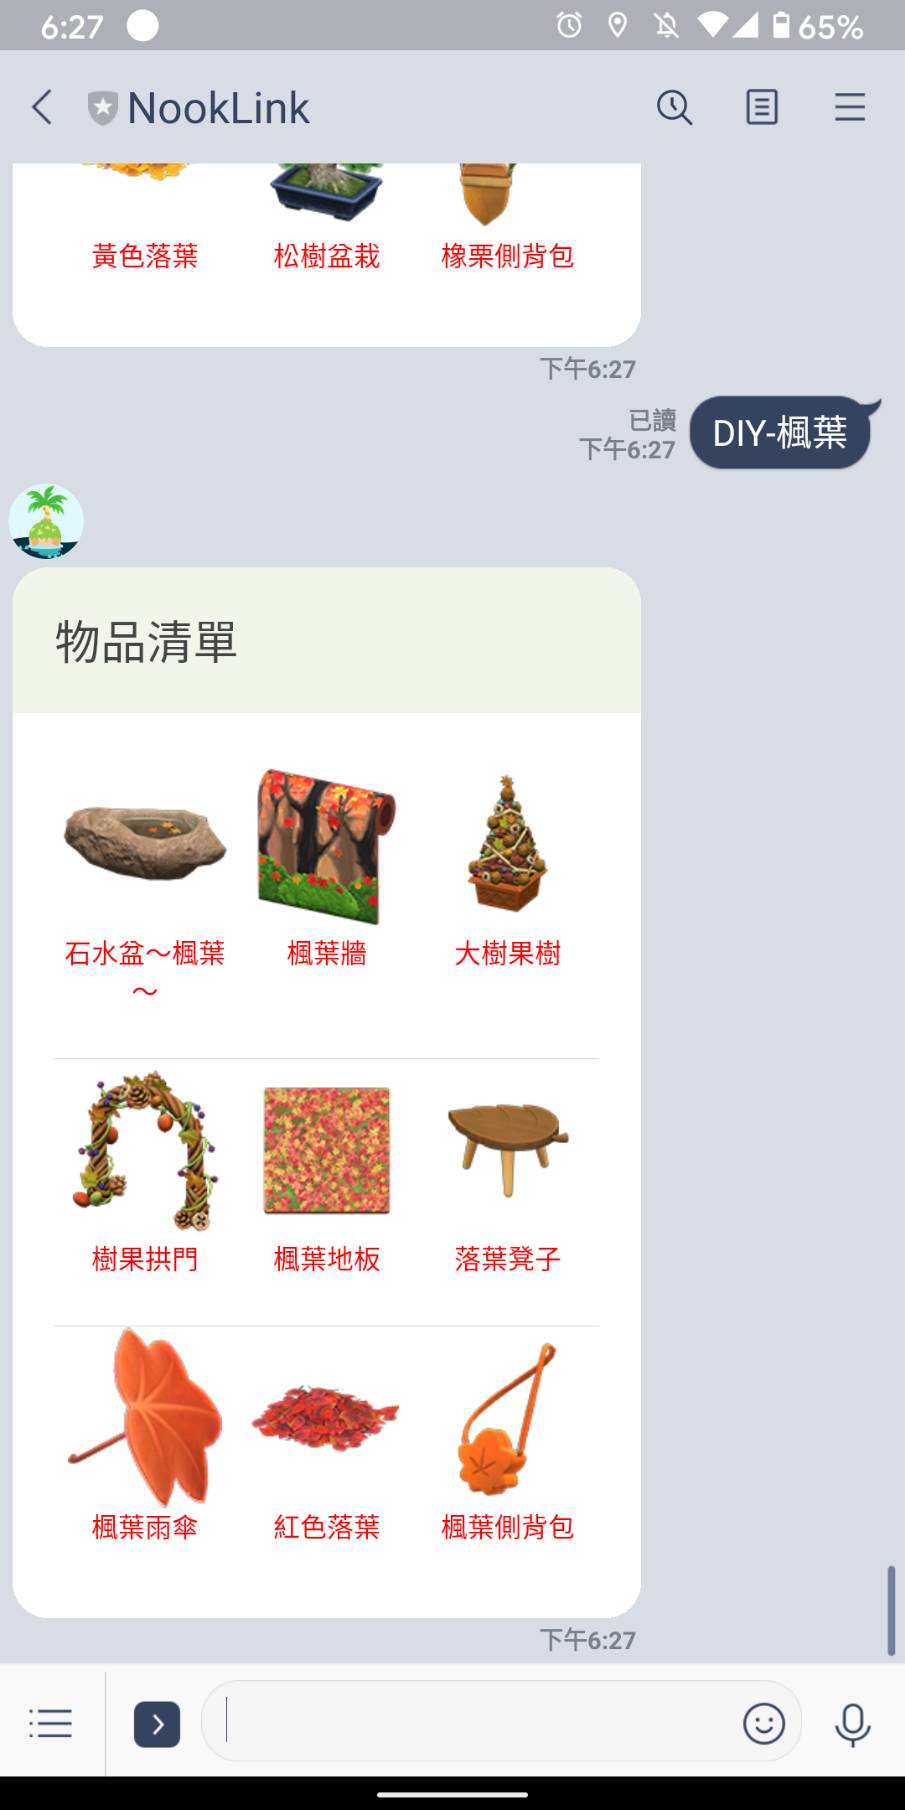 6:27
65%
NookLink
黃色落葉 松樹盆栽 橡栗側背包
下午6:27
已讀
下午6:27
DIY-楓葉
物品清單
石水盆～楓葉 楓葉牆 大樹果樹
～
樹果拱門 楓葉地板 落葉凳子
楓葉雨傘 紅色落葉 楓葉側背包
下午6:27